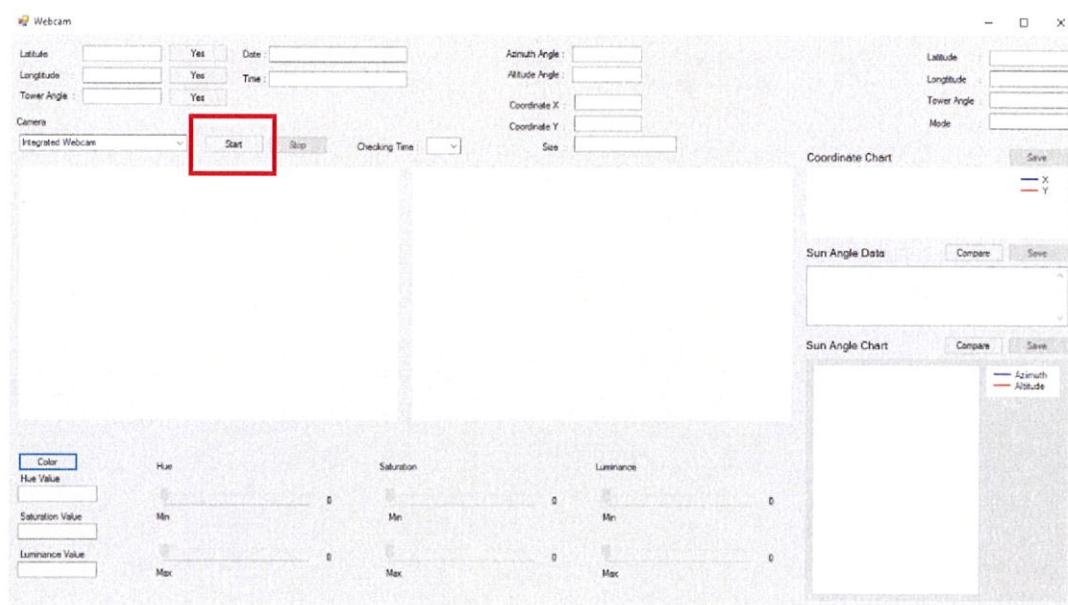 Webcam
Latitude : Yes Date :
Longtitude : Yes Time :
Tower Angle : Yes
Camera
Integrated Webcam Start Stop Checking Time :
Azimuth Angle :
Altitude Angle :
Coordinate X :
Coordinate Y :
Size :
Latitude :
Longtitude :
Tower Angle :
Mode :
Coordinate Chart Save
X
Y
Sun Angle Data Compare Save
Sun Angle Chart Compare Save
Azimuth
Altitude
Color
Hue Value
Saturation Value
Luminance Value
Hue
0
Min
0
Max
Saturation
0
Min
0
Max
Luminance
0
Min
0
Max